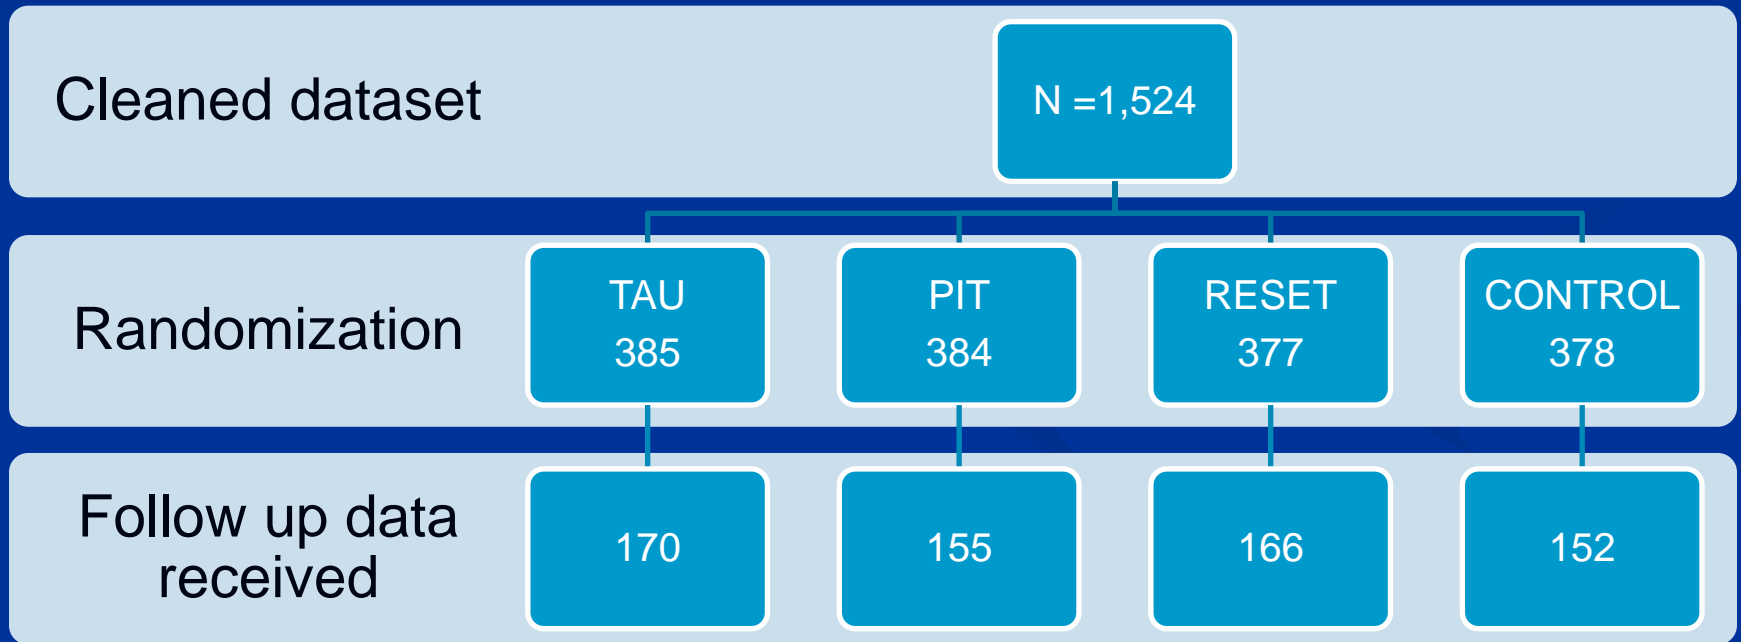 Cleaned dataset
N =1,524
Randomization
TAU
385
PIT
384
RESET
377
CONTROL
378
Follow up data
received
170
155
166
152